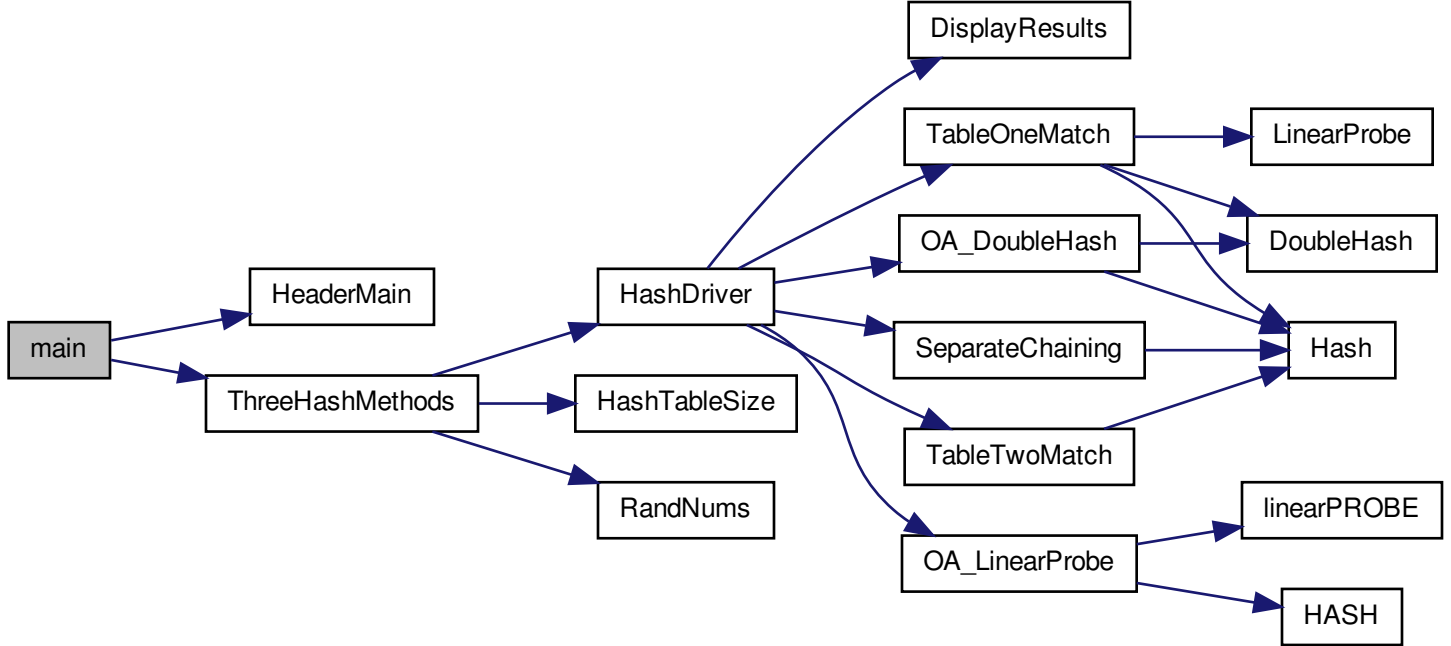 main
HeaderMain
ThreeHashMethods
HashDriver
HashTableSize
RandNums
DisplayResults
TableOneMatch
OA_DoubleHash
SeparateChaining
TableTwoMatch
OA_LinearProbe
LinearProbe
DoubleHash
Hash
linearPROBE
HASH